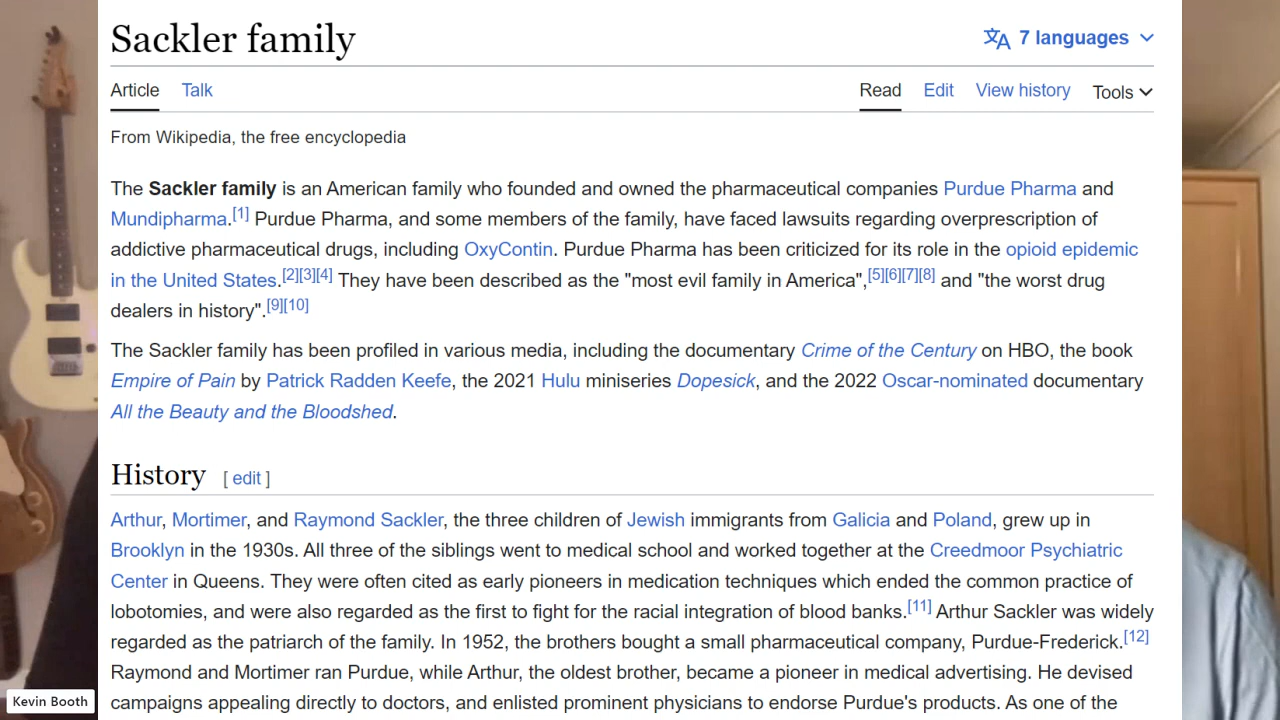 Sackler family
7 languages
Article Talk Read Edit View history Tools
From Wikipedia, the free encyclopedia
The Sackler family is an American family who founded and owned the pharmaceutical companies Purdue Pharma and
Mundipharma.[1] Purdue Pharma, and some members of the family, have faced lawsuits regarding overprescription of
addictive pharmaceutical drugs, including OxyContin. Purdue Pharma has been criticized for its role in the opioid epidemic
in the United States.[2][3][4] They have been described as the "most evil family in America",[5][6][7][8] and "the worst drug
dealers in history".[9][10]
The Sackler family has been profiled in various media, including the documentary Crime of the Century on HBO, the book
Empire of Pain by Patrick Radden Keefe, the 2021 Hulu miniseries Dopesick, and the 2022 Oscar-nominated documentary
All the Beauty and the Bloodshed.
History [ edit ]
Arthur, Mortimer, and Raymond Sackler, the three children of Jewish immigrants from Galicia and Poland, grew up in
Brooklyn in the 1930s. All three of the siblings went to medical school and worked together at the Creedmoor Psychiatric
Center in Queens. They were often cited as early pioneers in medication techniques which ended the common practice of
lobotomies, and were also regarded as the first to fight for the racial integration of blood banks.[11] Arthur Sackler was widely
regarded as the patriarch of the family. In 1952, the brothers bought a small pharmaceutical company, Purdue-Frederick.[12]
Raymond and Mortimer ran Purdue, while Arthur, the oldest brother, became a pioneer in medical advertising. He devised
campaigns appealing directly to doctors, and enlisted prominent physicians to endorse Purdue's products. As one of the
Kevin Booth